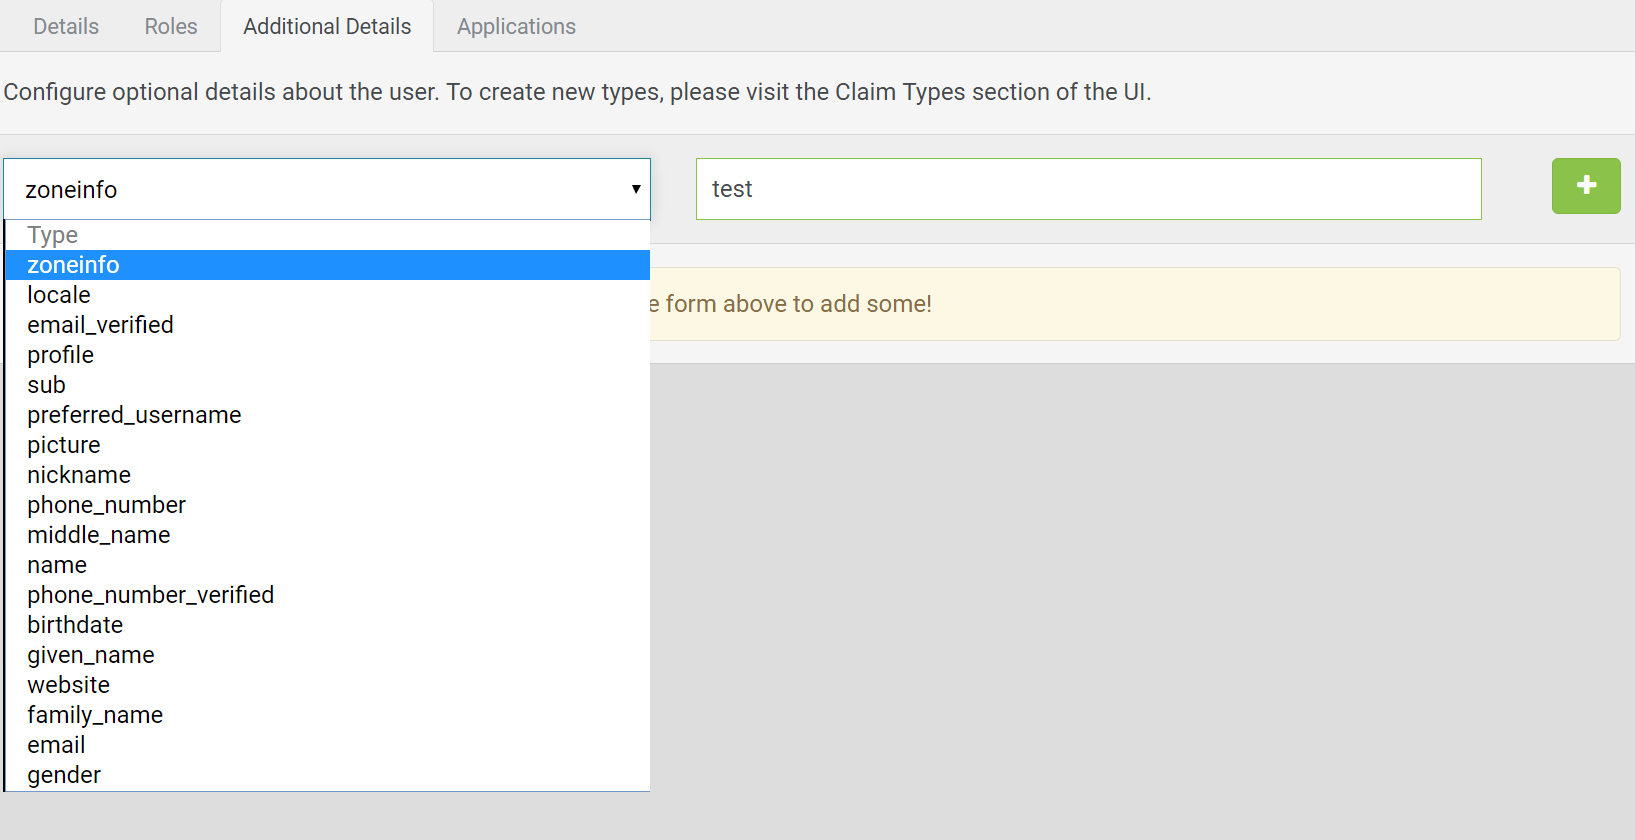 Details Roles Additional Details Applications
Configure optional details about the user. To create new types, please visit the Claim Types section of the UI.
zoneinfo test
Type
zoneinfo
locale
form above to add some!
email_verified
profile
sub
preferred_username
picture
nickname
phone_number
middle_name
name
phone_number_verified
birthdate
given_name
website
family_name
email
gender